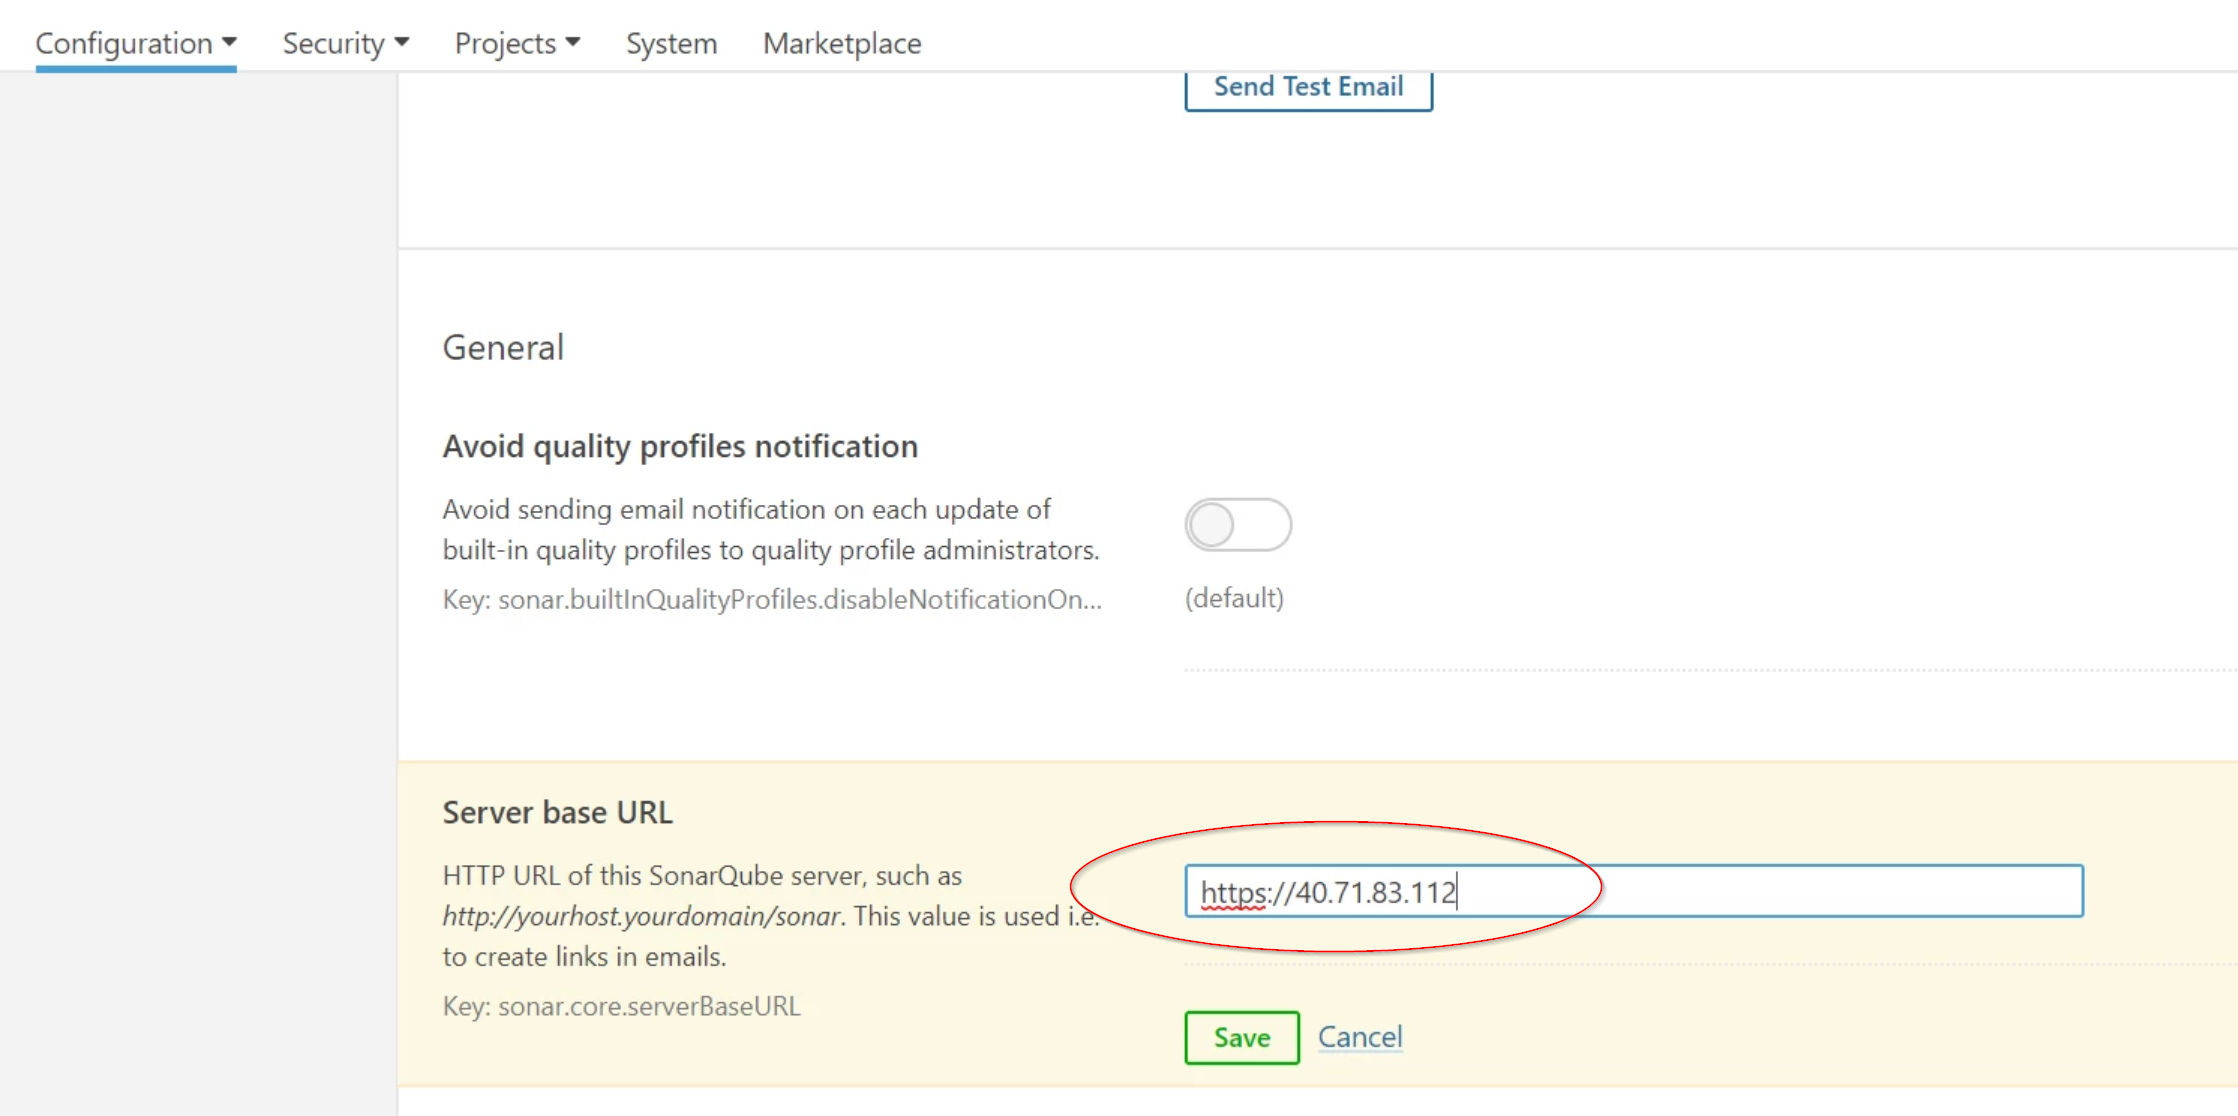 Configuration Security Projects System Marketplace
Send Test Email
General
Avoid quality profiles notification
Avoid sending email notification on each update of
built-in quality profiles to quality profile administrators.
Key: sonar.builtInQualityProfiles.disableNotificationOn...
(default)
Server base URL
HTTP URL of this SonarQube server, such as
http://yourhost.yourdomain/sonar. This value is used i.e.
to create links in emails.
Key: sonar.core.serverBaseURL
https://40.71.83.112
Save Cancel